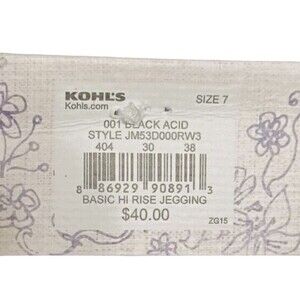 KOHL'S SIZE 7
Kohls.com
001 BLACK ACID
STYLE JM53D000RW3
404 30 38
8 86929 90891 3
BASIC HI RISE JEGGING
$40.00
ZG15